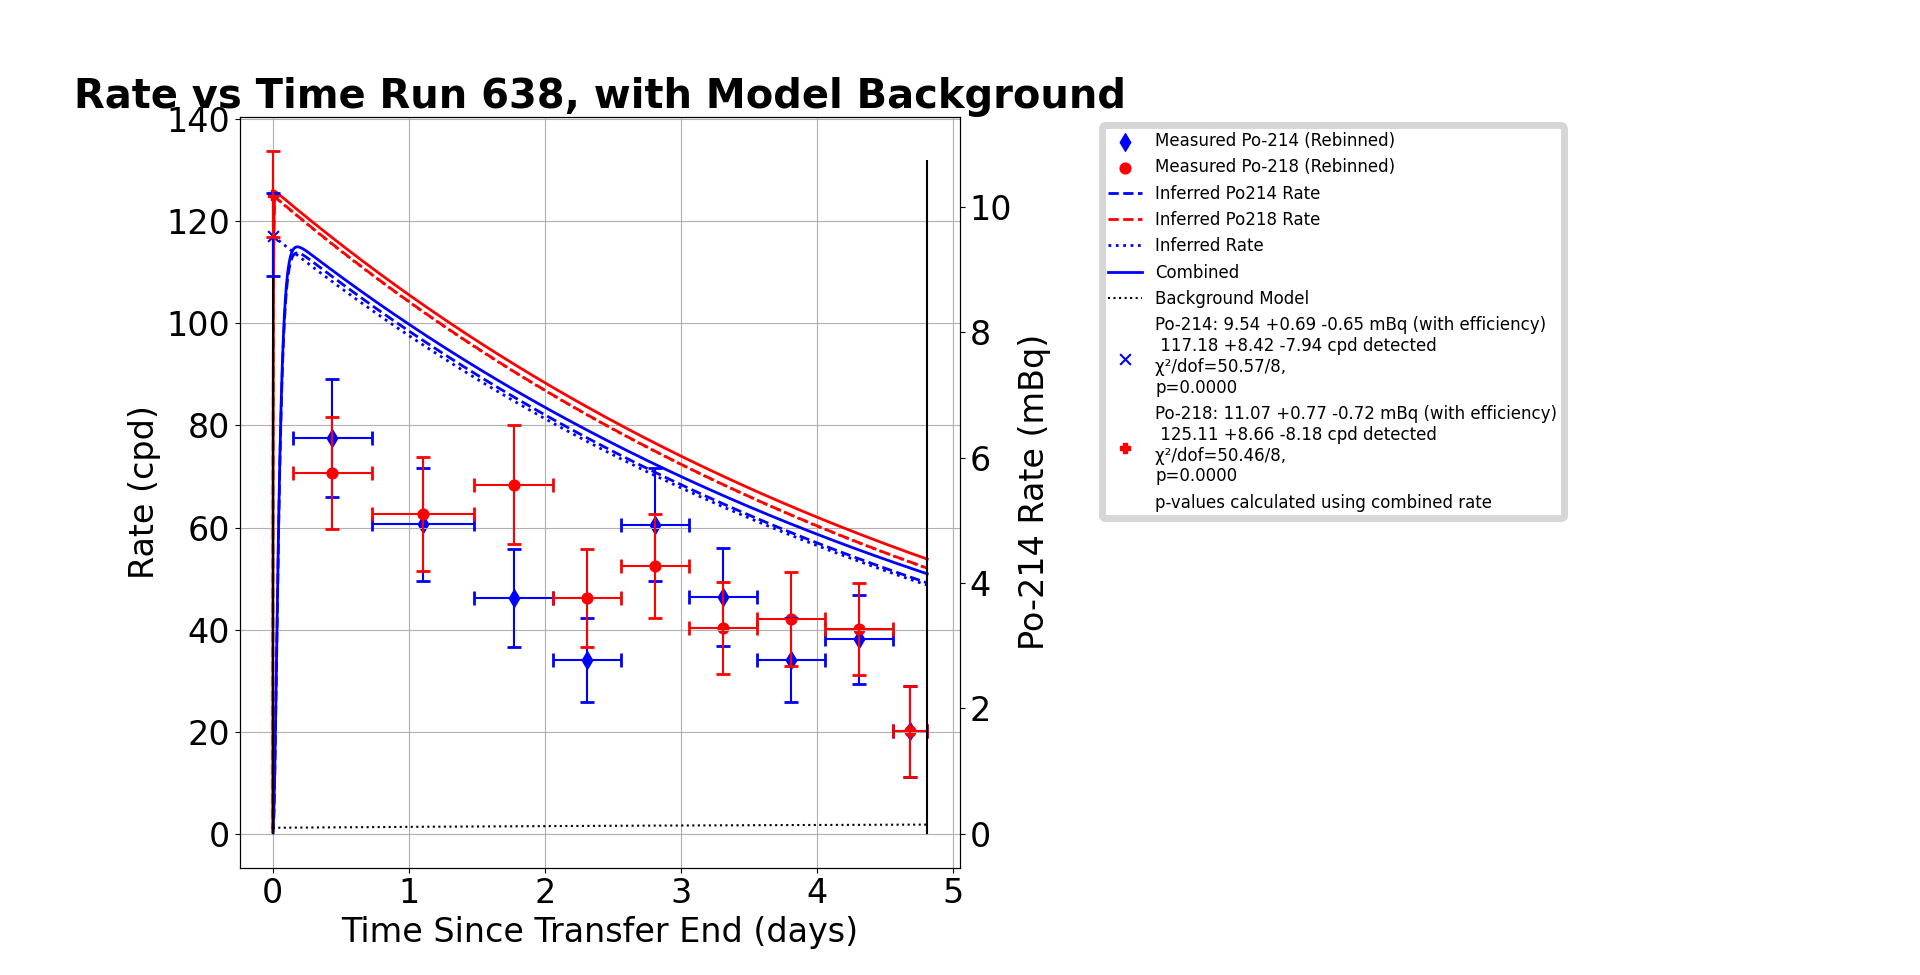 Rate vs Time Run 638, with Model Background
140
120
100
80
60
40
20
0
Rate (cpd)
0
1
2
3
4
5
Time Since Transfer End (days)
10
8
6
4
2
0
Po-214 Rate (mBq)
Measured Po-214 (Rebinned)
Measured Po-218 (Rebinned)
Inferred Po214 Rate
Inferred Po218 Rate
Inferred Rate
Combined
Background Model
Po-214: 9.54 +0.69 -0.65 mBq (with efficiency)
117.18 +8.42 -7.94 cpd detected
χ²/dof=50.57/8,
p=0.0000
Po-218: 11.07 +0.77 -0.72 mBq (with efficiency)
125.11 +8.66 -8.18 cpd detected
χ²/dof=50.46/8,
p=0.0000
p-values calculated using combined rate